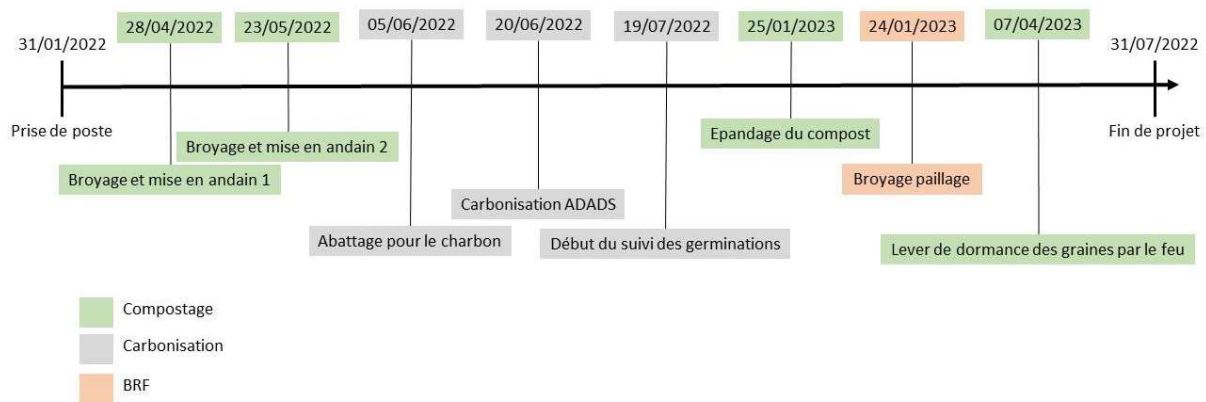 28/04/2022
23/05/2022
05/06/2022
20/06/2022
19/07/2022
25/01/2023
24/01/2023
07/04/2023
31/01/2022
31/07/2022
Prise de poste
Fin de projet
Broyage et mise en andain 2
Epandage du compost
Broyage et mise en andain 1
Broyage paillage
Carbonisation ADADS
Abattage pour le charbon
Début du suivi des germinations
Lever de dormance des graines par le feu
Compostage
Carbonisation
BRF